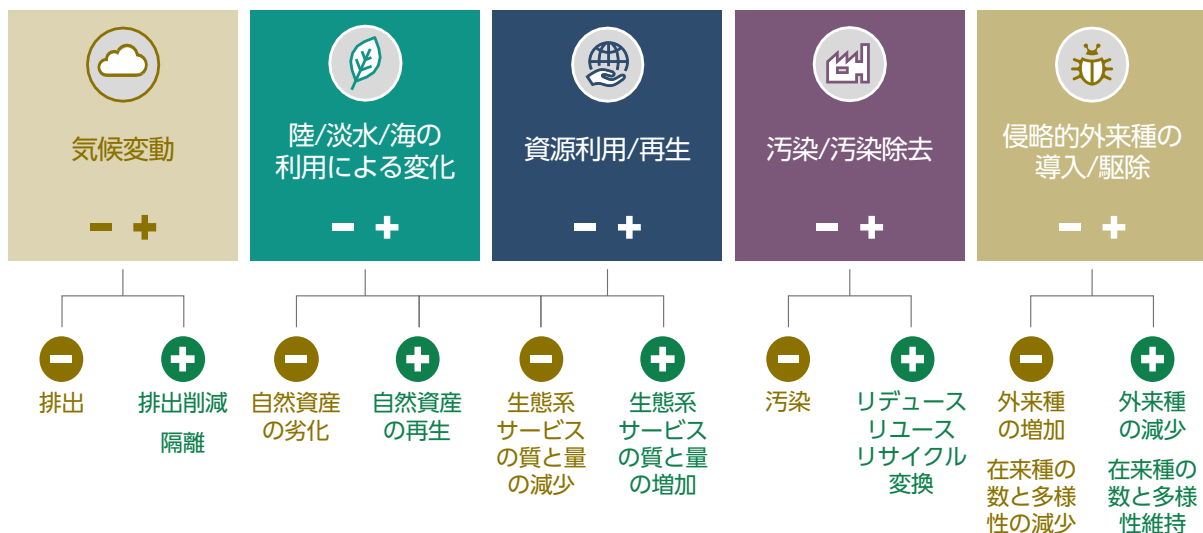 気候変動
陸/淡水/海の
利用による変化
資源利用/再生
汚染/汚染除去
侵略的外来種の
導入/駆除
排出
排出削減
隔離
自然資産
の劣化
自然資産
の再生
生態系
サービス
の質と量
の減少
生態系
サービス
の質と量
の増加
汚染
リデュース
リユース
リサイクル
変換
外来種
の増加
在来種の
数と多様
性の減少
外来種
の減少
在来種の
数と多様
性維持